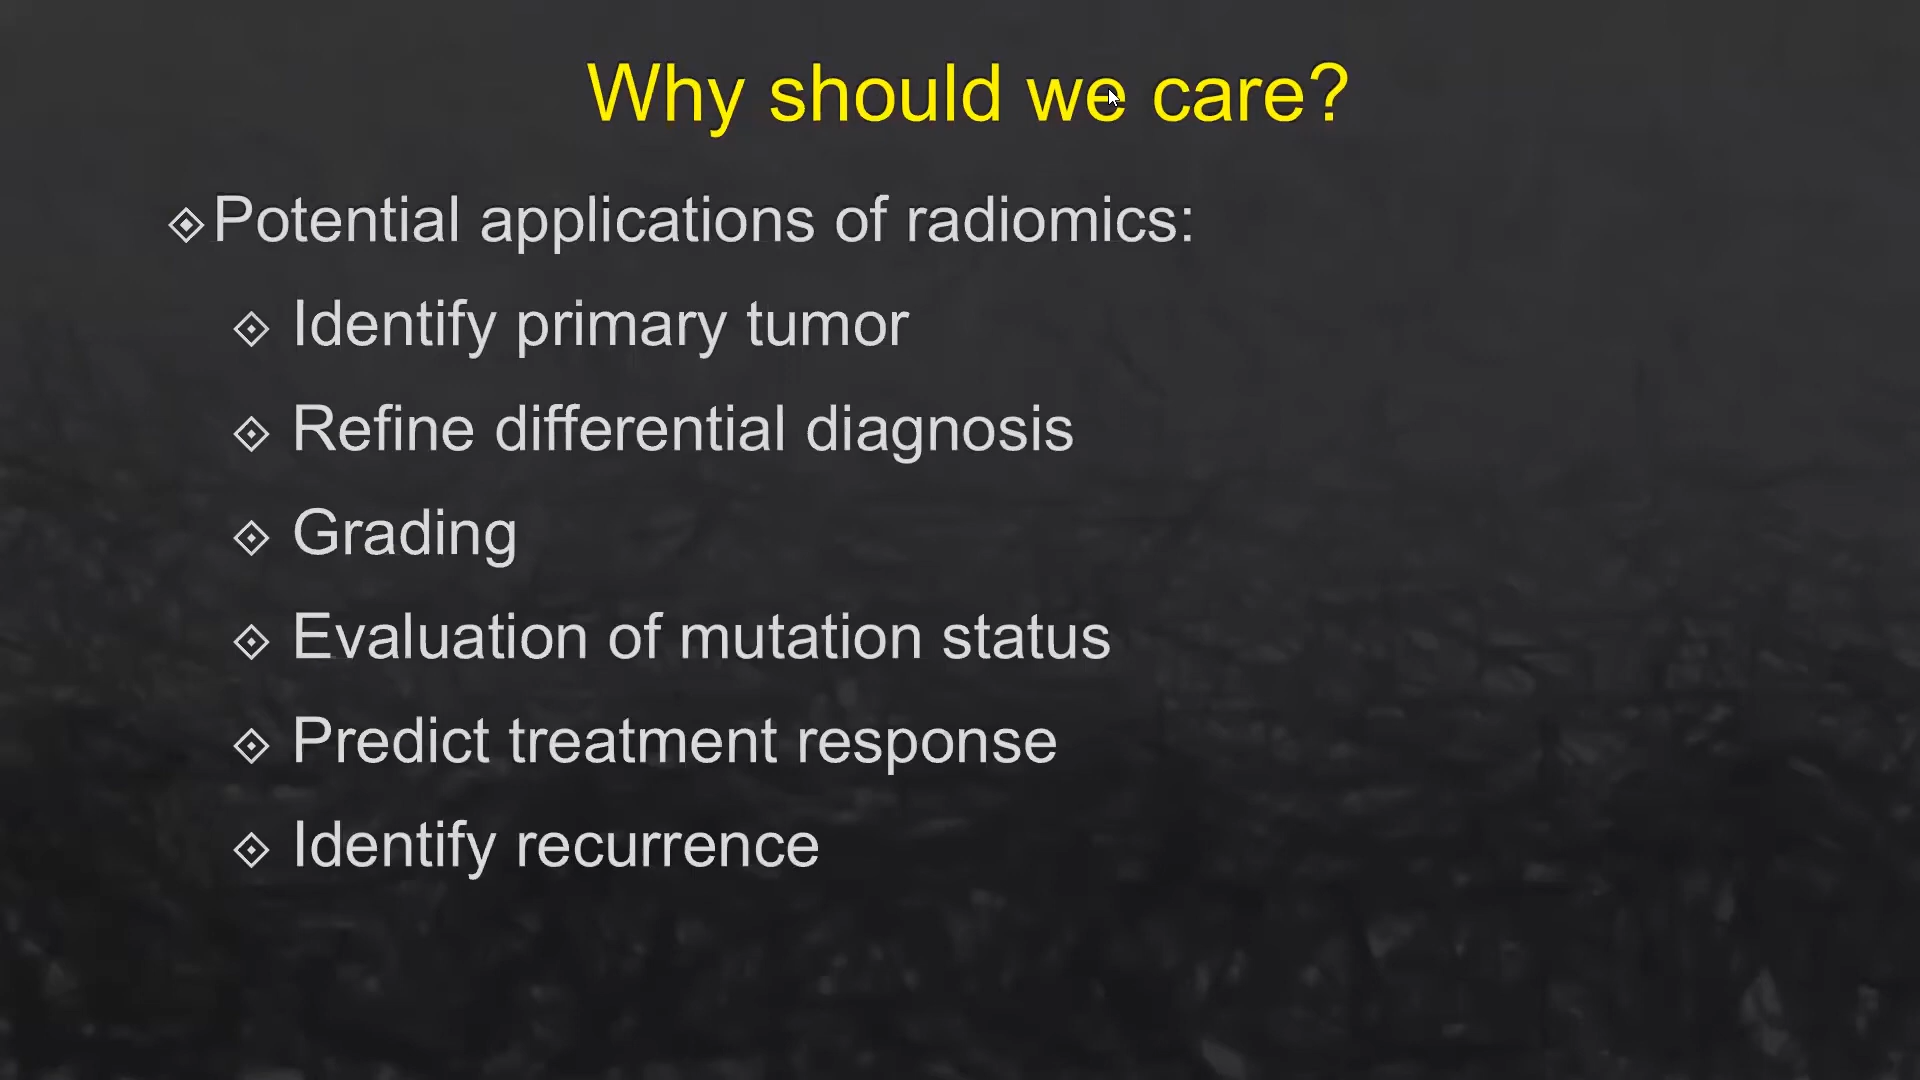 Why should we care?
Potential applications of radiomics:
Identify primary tumor
Refine differential diagnosis
Grading
Evaluation of mutation status
Predict treatment response
Identify recurrence